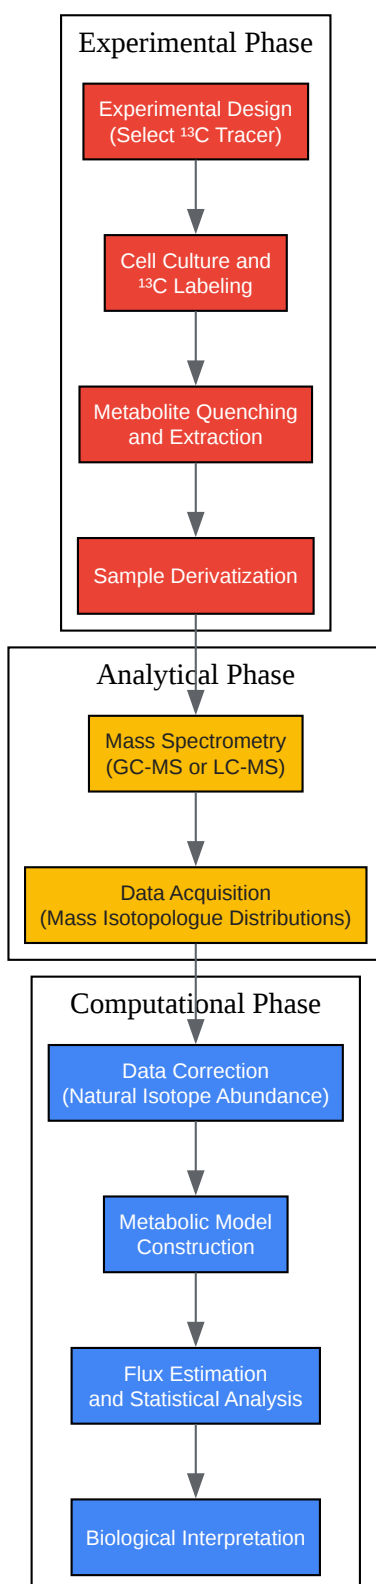 Experimental Phase
Experimental Design
(Select ¹³C Tracer)
Cell Culture and
¹³C Labeling
Metabolite Quenching
and Extraction
Sample Derivatization
Analytical Phase
Mass Spectrometry
(GC-MS or LC-MS)
Data Acquisition
(Mass Isotopologue Distributions)
Computational Phase
Data Correction
(Natural Isotope Abundance)
Metabolic Model
Construction
Flux Estimation
and Statistical Analysis
Biological Interpretation